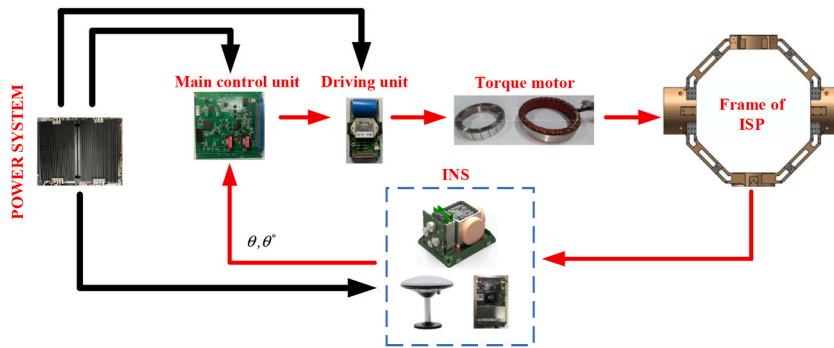 POWER SYSTEM
Main control unit
Driving unit
Torque motor
Frame of
ISP
INS
θ,θ*